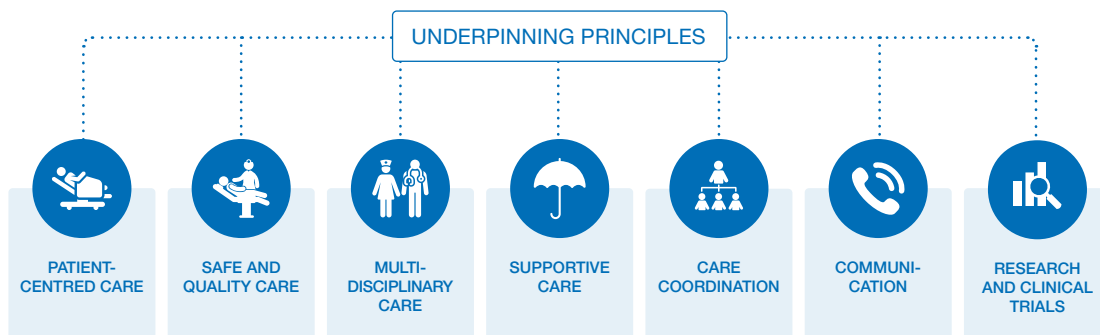 UNDERPINNING PRINCIPLES
PATIENT-
CENTRED CARE
SAFE AND
QUALITY CARE
MULTI-
DISCIPLINARY
CARE
SUPPORTIVE
CARE
CARE
COORDINATION
COMMUNI-
CATION
RESEARCH
AND CLINICAL
TRIALS